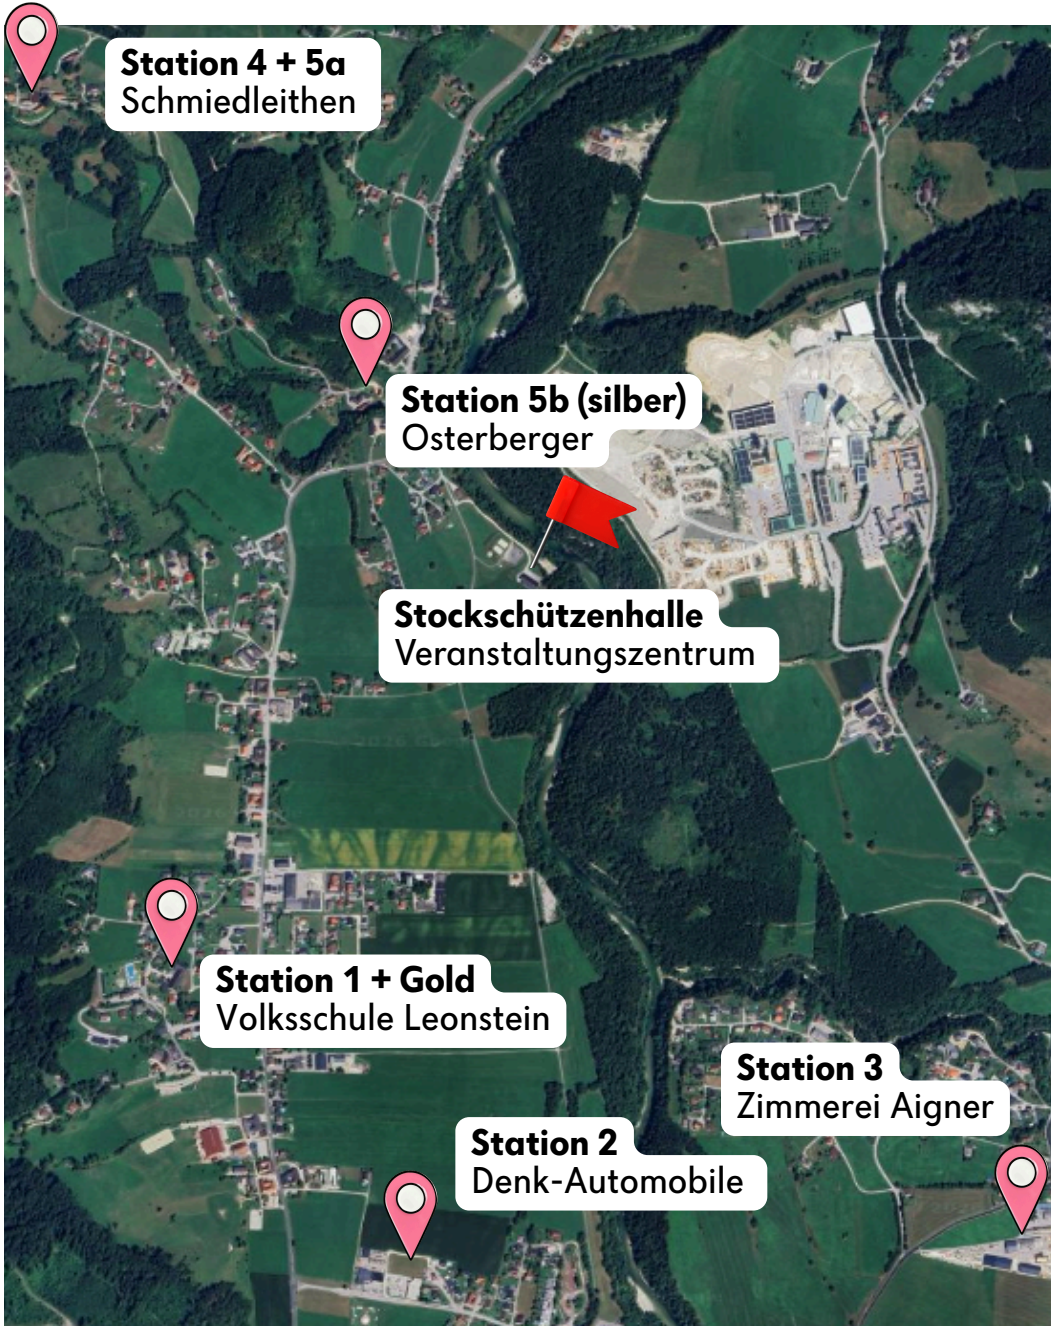 Station 4 + 5a
Schmiedleithen
Station 5b (silber)
Osterberger
Stockschützenhalle
Veranstaltungszentrum
Station 1 + Gold
Volksschule Leonstein
Station 3
Zimmerei Aigner
Station 2
Denk-Automobile